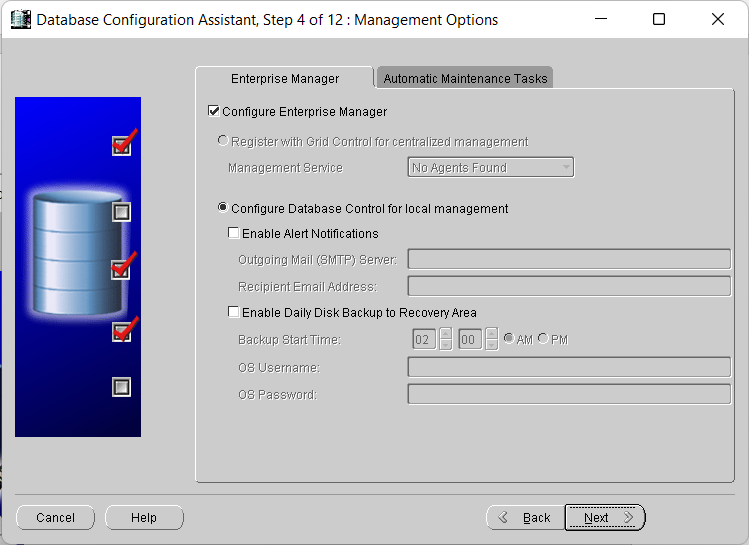 Database Configuration Assistant, Step 4 of 12 : Management Options
Enterprise Manager
Automatic Maintenance Tasks
Configure Enterprise Manager
Register with Grid Control for centralized management
Management Service
No Agents Found
Configure Database Control for local management
Enable Alert Notifications
Outgoing Mail (SMTP) Server:
Recipient Email Address:
Enable Daily Disk Backup to Recovery Area
Backup Start Time:
02
00
AM
PM
OS Username:
OS Password:
Cancel
Help
Back
Next